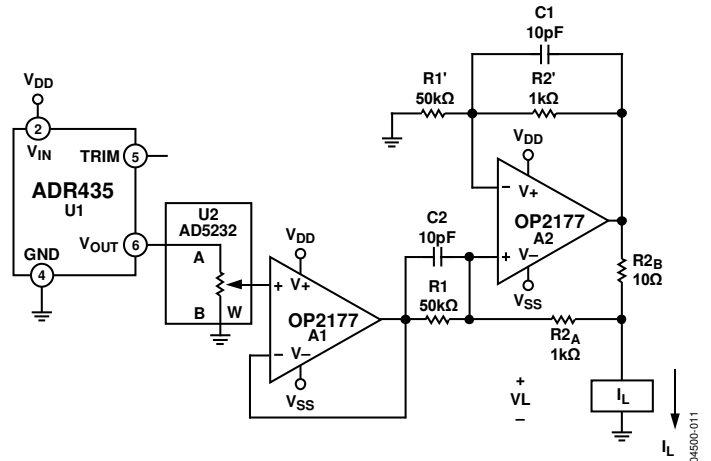 C1
10pF
R1'
50kΩ
R2'
1kΩ
VDD
2
VIN
TRIM
5
ADR435
U1
VOUT
6
GND
4
U2
AD5232
A
B
W
VDD
+
V+
OP2177
A1
−
V−
VSS
C2
10pF
R1
50kΩ
VDD
−
V+
OP2177
A2
+
V−
VSS
R2B
10Ω
R2A
1kΩ
+
VL
−
IL
IL
04500-011